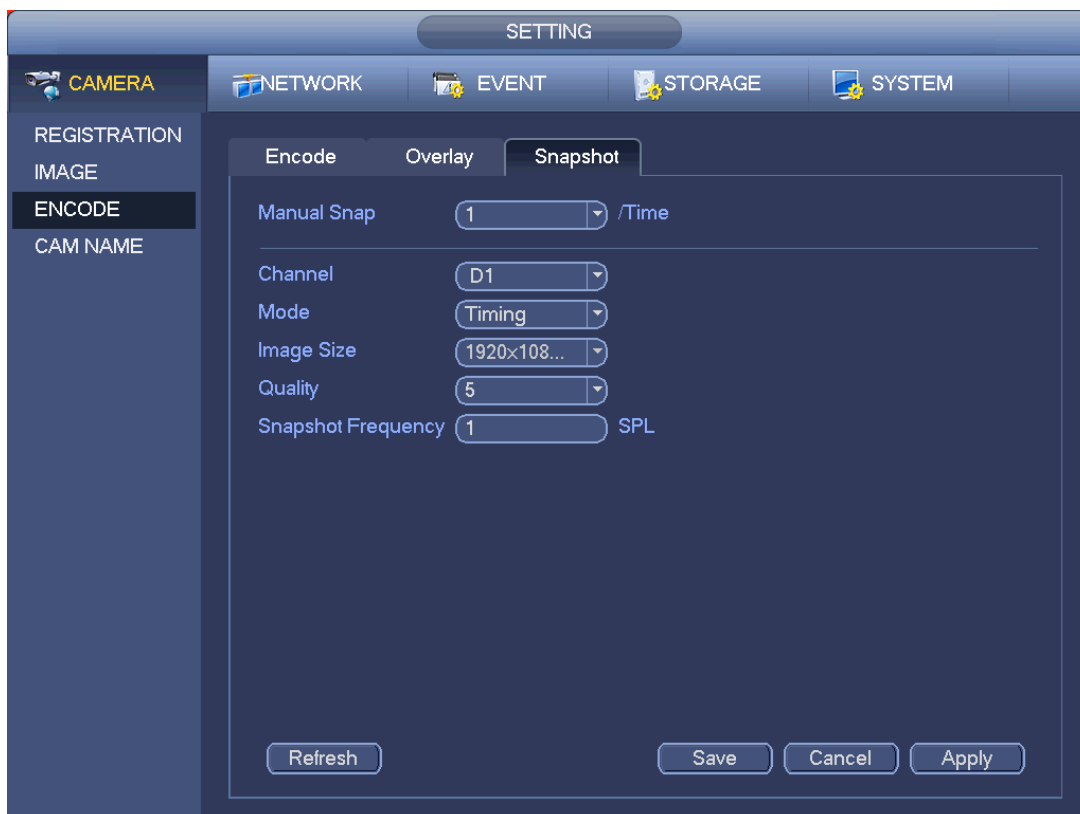 SETTING
CAMERA NETWORK EVENT STORAGE SYSTEM
REGISTRATION
IMAGE
ENCODE
CAM NAME
Encode Overlay Snapshot
Manual Snap 1 /Time
Channel D1
Mode Timing
Image Size 1920×108...
Quality 5
Snapshot Frequency 1 SPL
Refresh Save Cancel Apply